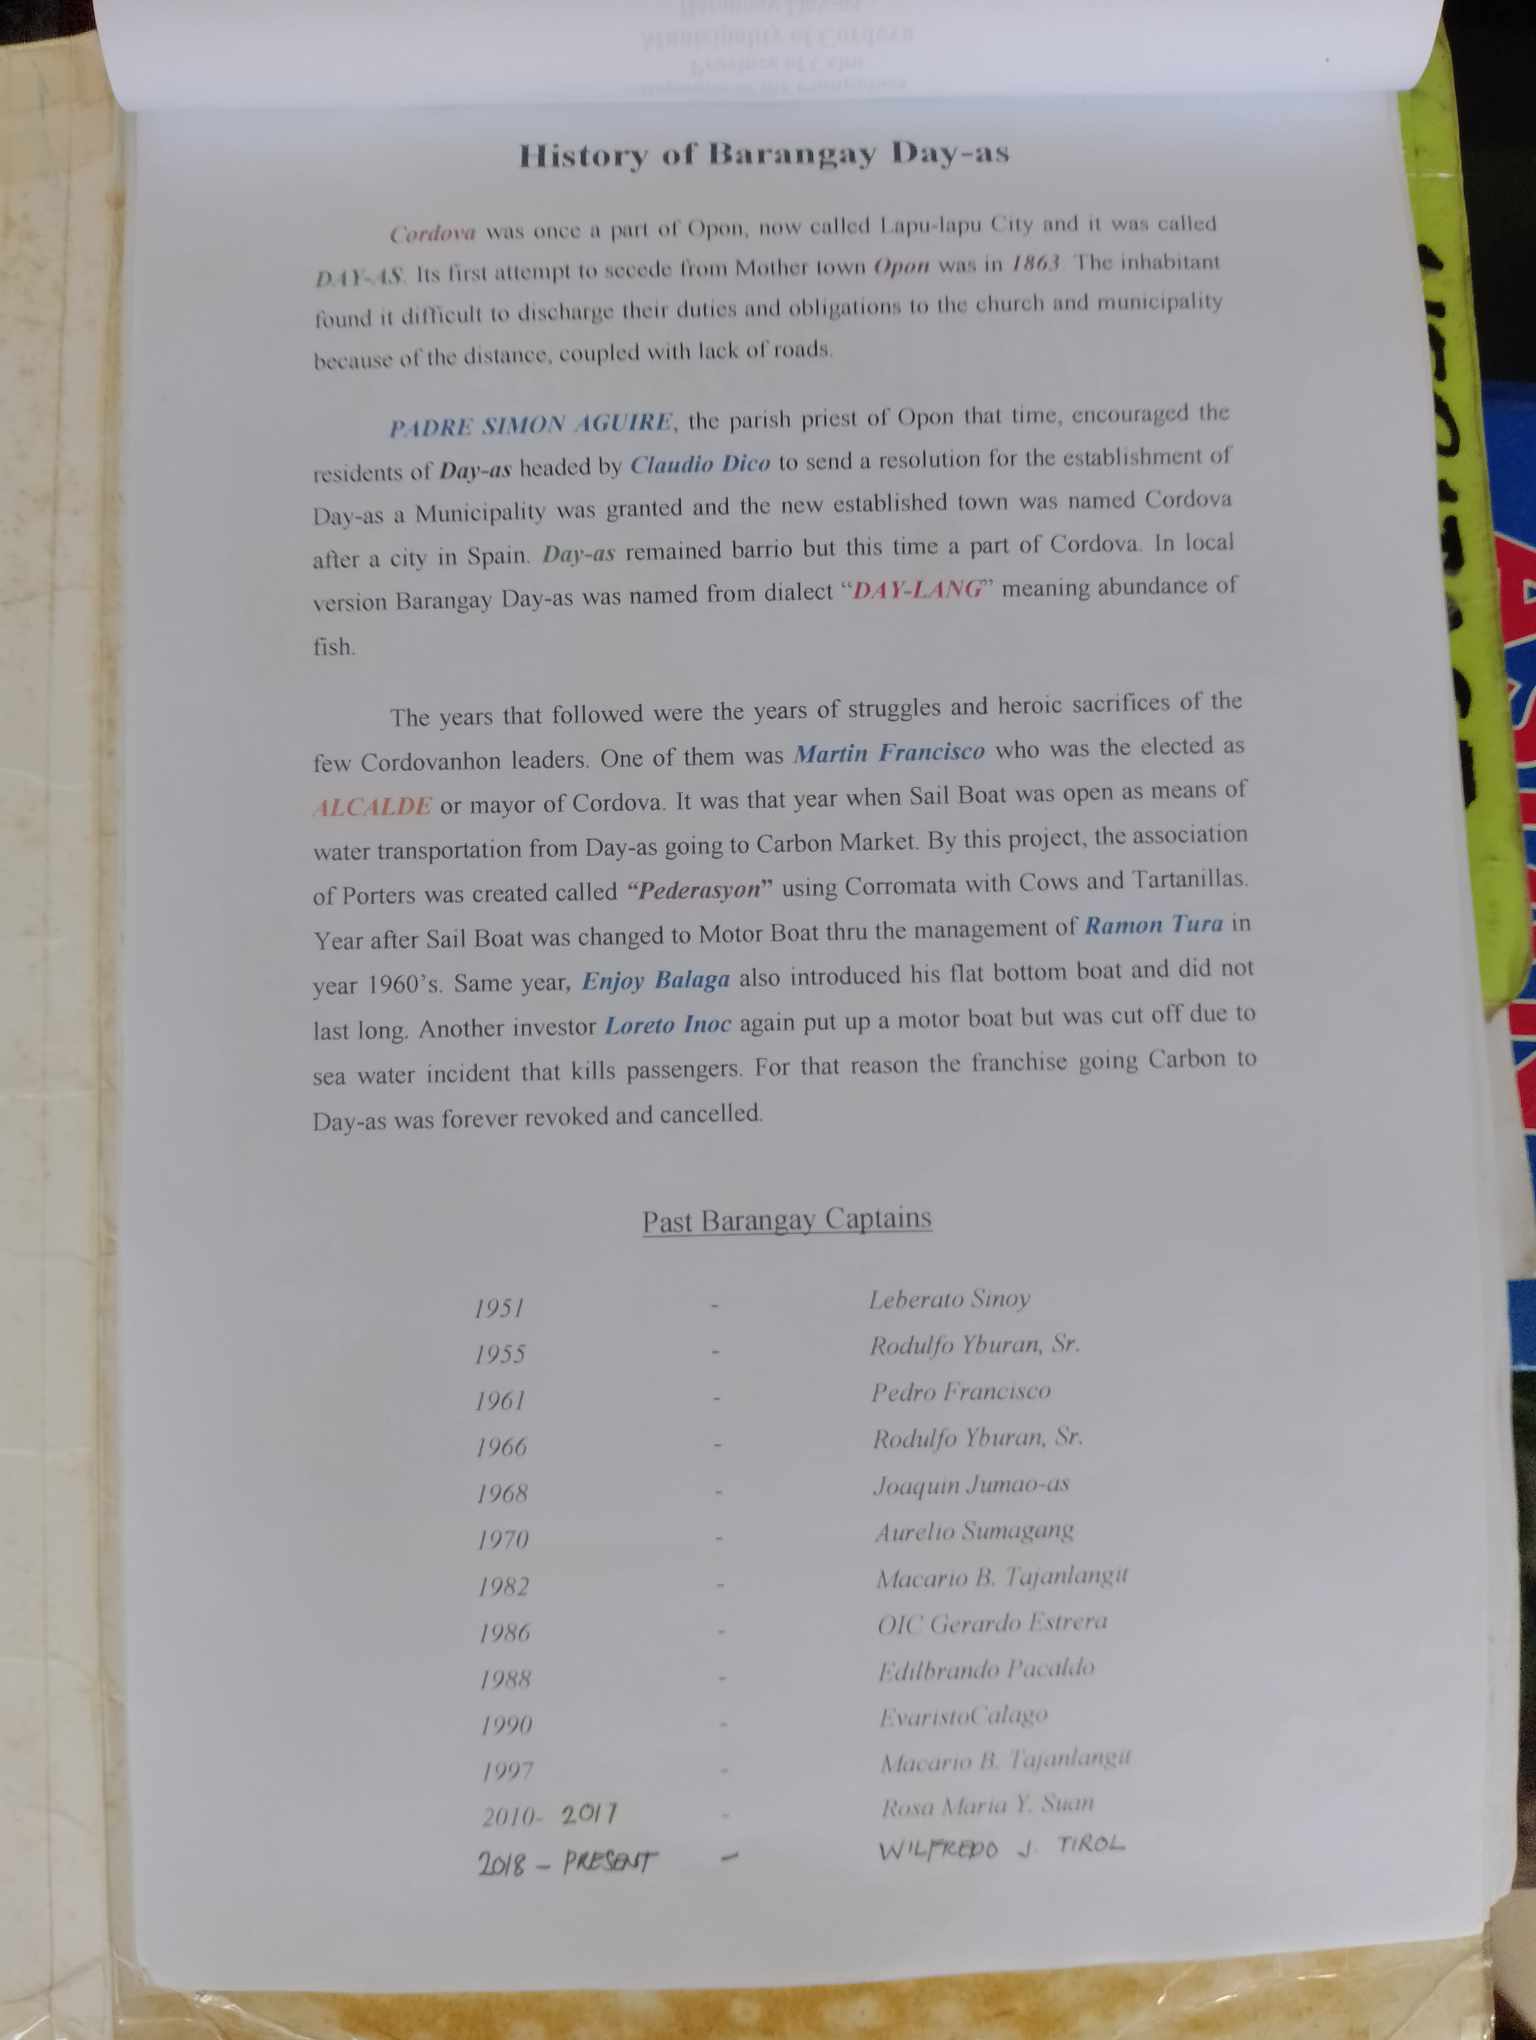 Municipality of Cordova
Province of Cebu
History of Barangay Day-as
Cordova was once a part of Opon, now called Lapu-lapu City and it was called
DAY-AS. Its first attempt to secede from Mother town Opon was in 1863. The inhabitant
found it difficult to discharge their duties and obligations to the church and municipality
because of the distance, coupled with lack of roads.
PADRE SIMON AGUIRE, the parish priest of Opon that time, encouraged the
residents of Day-as headed by Claudio Dico to send a resolution for the establishment of
Day-as a Municipality was granted and the new established town was named Cordova
after a city in Spain. Day-as remained barrio but this time a part of Cordova. In local
version Barangay Day-as was named from dialect “DAY-LANG” meaning abundance of
fish.
The years that followed were the years of struggles and heroic sacrifices of the
few Cordovanhon leaders. One of them was Martin Francisco who was the elected as
ALCALDE or mayor of Cordova. It was that year when Sail Boat was open as means of
water transportation from Day-as going to Carbon Market. By this project, the association
of Porters was created called “Pederasyon” using Corromata with Cows and Tartanillas.
Year after Sail Boat was changed to Motor Boat thru the management of Ramon Tura in
year 1960’s. Same year, Enjoy Balaga also introduced his flat bottom boat and did not
last long. Another investor Loreto Inoc again put up a motor boat but was cut off due to
sea water incident that kills passengers. For that reason the franchise going Carbon to
Day-as was forever revoked and cancelled.
Past Barangay Captains
1951 - Leberato Sinoy
1955 - Rodulfo Yburan, Sr.
1961 - Pedro Francisco
1966 - Rodulfo Yburan, Sr.
1968 - Joaquin Jumao-as
1970 - Aurelio Sumagang
1982 - Macario B. Tajanlangit
1986 - OIC Gerardo Estrera
1988 - Edilbrando Pacaldo
1990 - EvaristoCalago
1997 - Macario B. Tajanlangit
2010- 2017 - Rosa Maria Y. Suan
2018 - PRESENT - WILFREDO J. TIROL